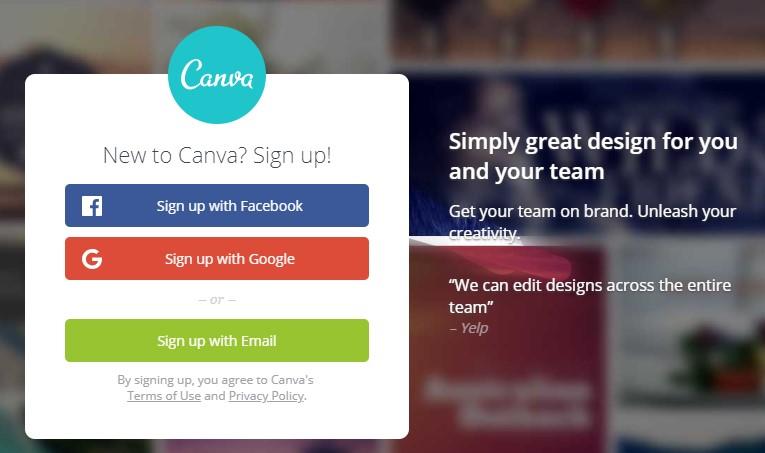 Canva
New to Canva? Sign up!
Sign up with Facebook
G Sign up with Google
– or –
Sign up with Email
By signing up, you agree to Canva's
Terms of Use and Privacy Policy.
Simply great design for you
and your team
Get your team on brand. Unleash your
creativity.
“We can edit designs across the entire
team”
– Yelp
Australian
Outback